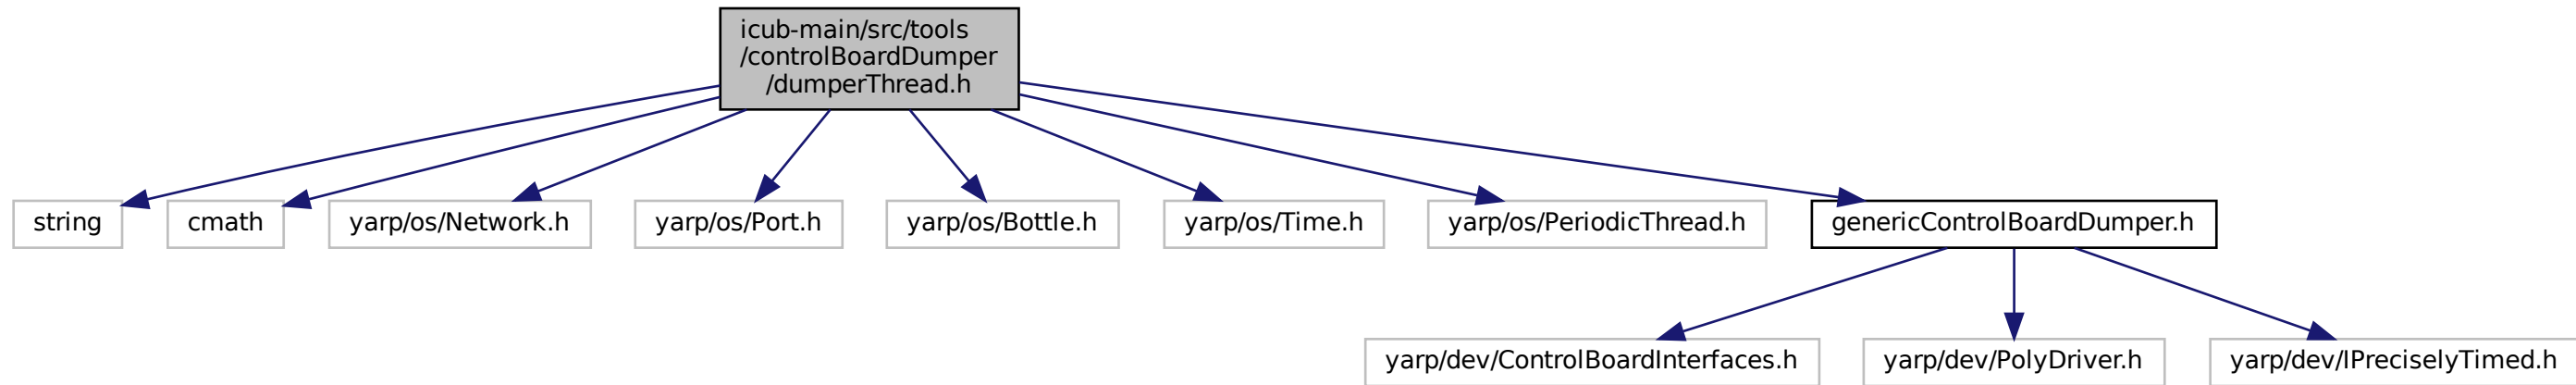 icub-main/src/tools
/controlBoardDumper
/dumperThread.h
string
cmath
yarp/os/Network.h
yarp/os/Port.h
yarp/os/Bottle.h
yarp/os/Time.h
yarp/os/PeriodicThread.h
genericControlBoardDumper.h
yarp/dev/ControlBoardInterfaces.h
yarp/dev/PolyDriver.h
yarp/dev/IPreciselyTimed.h